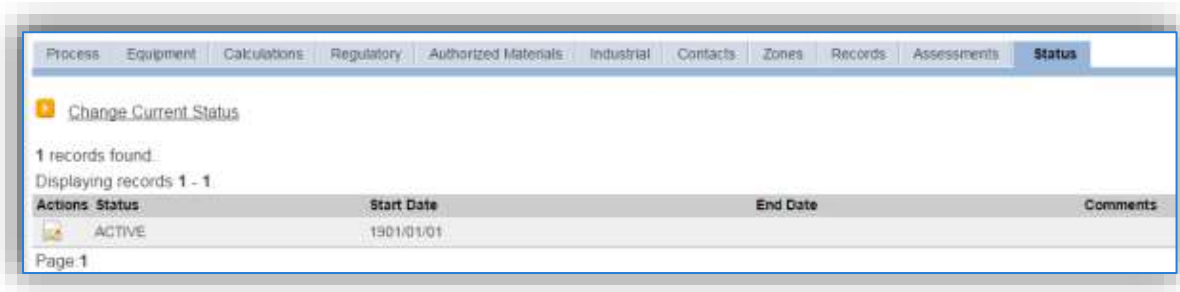 Process Equipment Calculations Regulatory Authorized Materials Industrial Contacts Zones Records Assessments Status
Change Current Status
1 records found.
Displaying records 1 - 1
Actions Status Start Date End Date Comments
ACTIVE 1901/01/01
Page:1